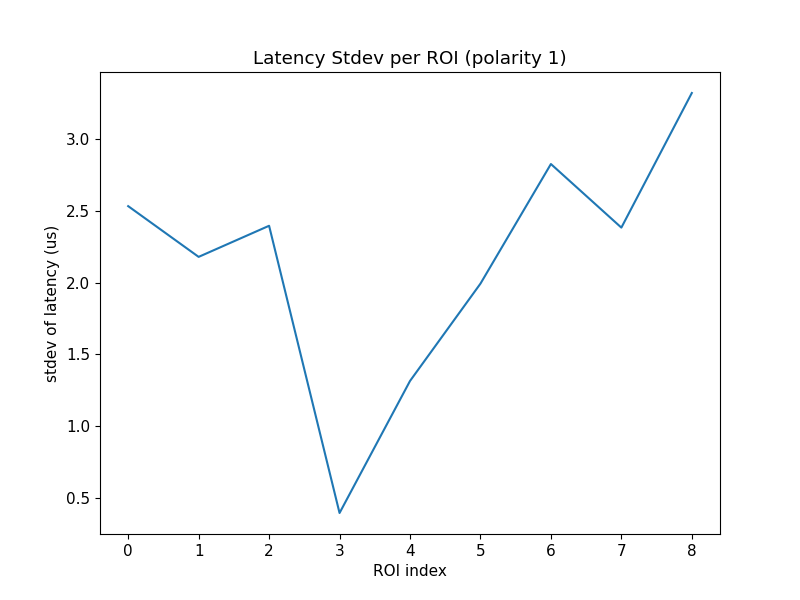 Latency Stdev per ROI (polarity 1)
stdev of latency (us)
3.0
2.5
2.0
1.5
1.0
0.5
0 1 2 3 4 5 6 7 8
ROI index